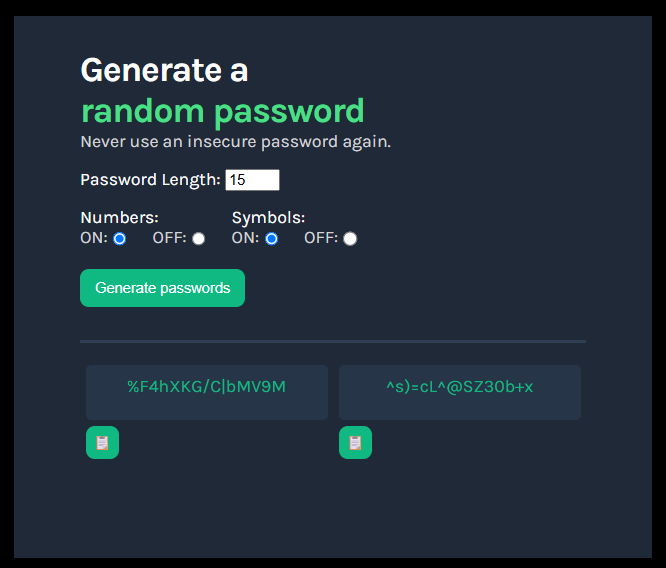 Generate a
random password
Never use an insecure password again.
Password Length: 15
Numbers: Symbols:
ON: OFF: ON: OFF:
Generate passwords
%F4hXKG/C|bMV9M ^s)=cL^@SZ30b+x